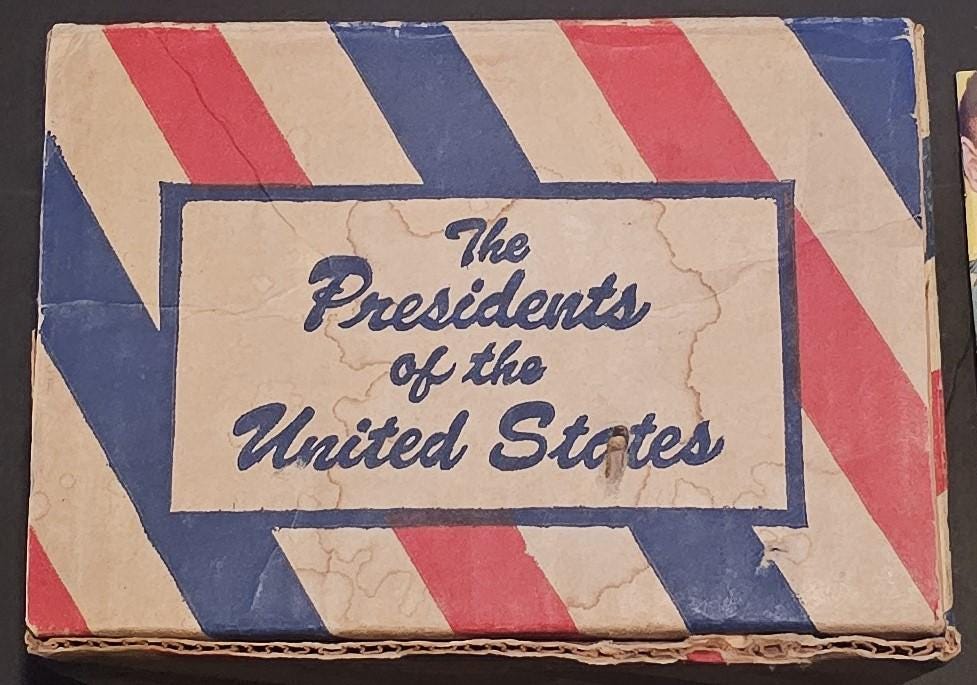 The
Presidents
of the
United States